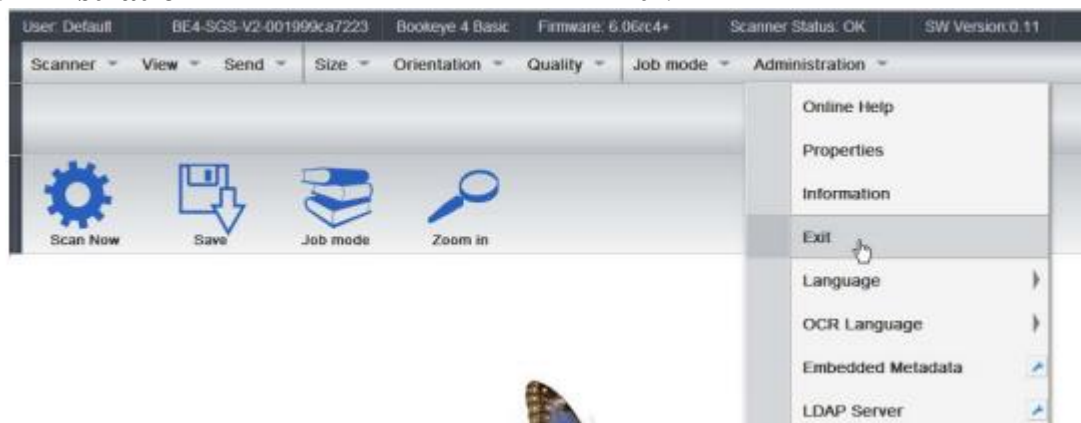 User: Default BE4-SGS-V2-001999ca7223 Bookeye 4 Basic Firmware: 6.06rc4+ Scanner Status: OK SW Version:0.11
Scanner View Send Size Orientation Quality Job mode Administration
Online Help
Properties
Information
Exit
Language
OCR Language
Embedded Metadata
LDAP Server
Scan Now Save Job mode Zoom in